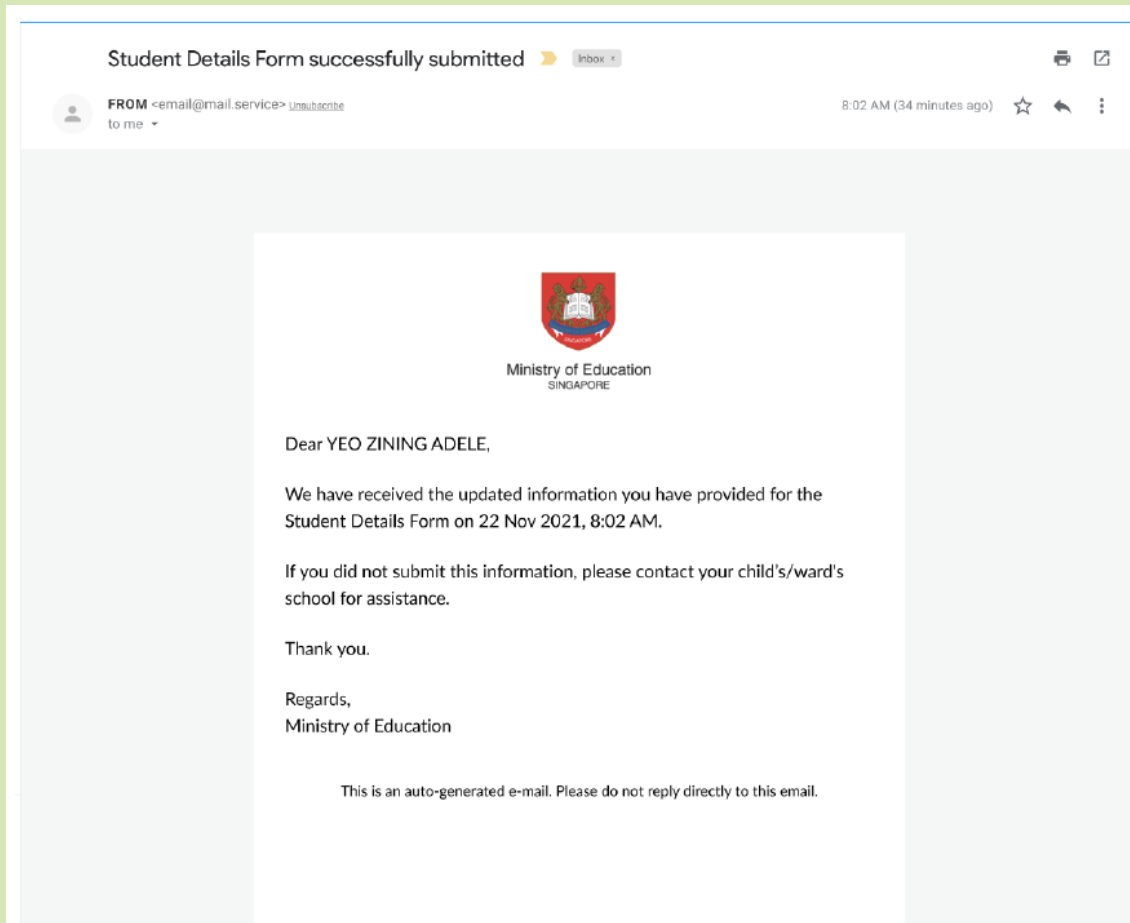 Student Details Form successfully submitted
Inbox ×
FROM <email@mail.service> Unsubscribe
8:02 AM (34 minutes ago)
to me
SINGAPORE
Ministry of Education
SINGAPORE
Dear YEO ZINING ADELE,
We have received the updated information you have provided for the
Student Details Form on 22 Nov 2021, 8:02 AM.
If you did not submit this information, please contact your child's/ward's
school for assistance.
Thank you.
Regards,
Ministry of Education
This is an auto-generated e-mail. Please do not reply directly to this email.